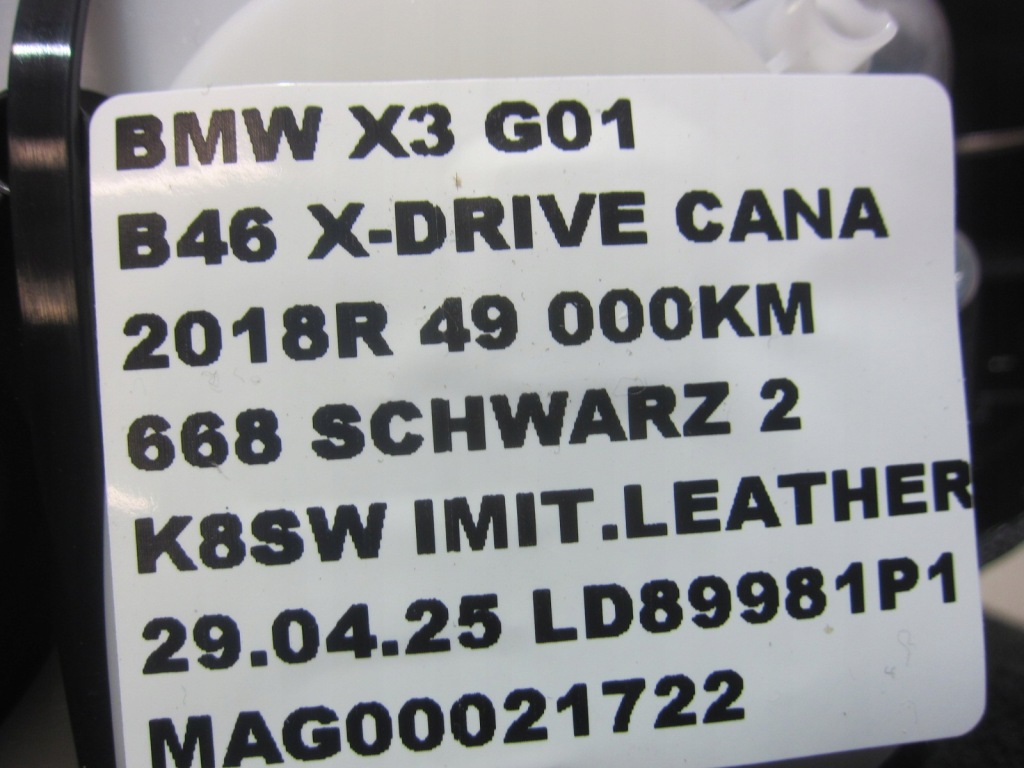 BMW X3 G01
B46 X-DRIVE CANA
2018R 49 000KM
668 SCHWARZ 2
K8SW IMIT.LEATHER
29.04.25 LD89981P1
MAG00021722